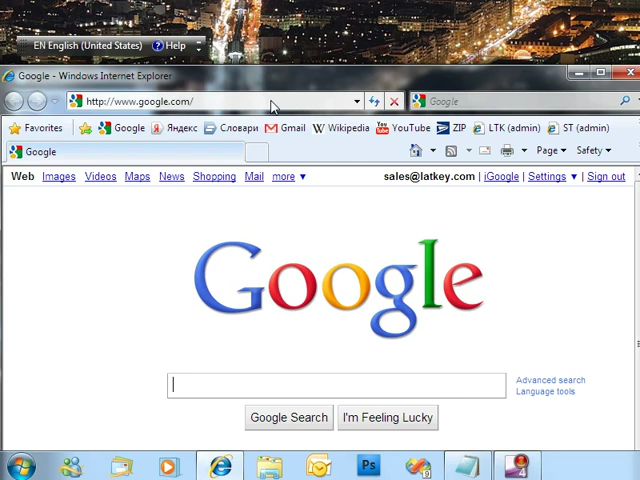 EN English (United States) Help
Google - Windows Internet Explorer
http://www.google.com/ Google
Favorites Google Яндекс Словари Gmail Wikipedia YouTube ZIP LTK (admin) ST (admin)
Google Page Safety
Web Images Videos Maps News Shopping Mail more sales@latkey.com | iGoogle | Settings | Sign out
Google
Advanced search
Language tools
Google Search I'm Feeling Lucky
Ps